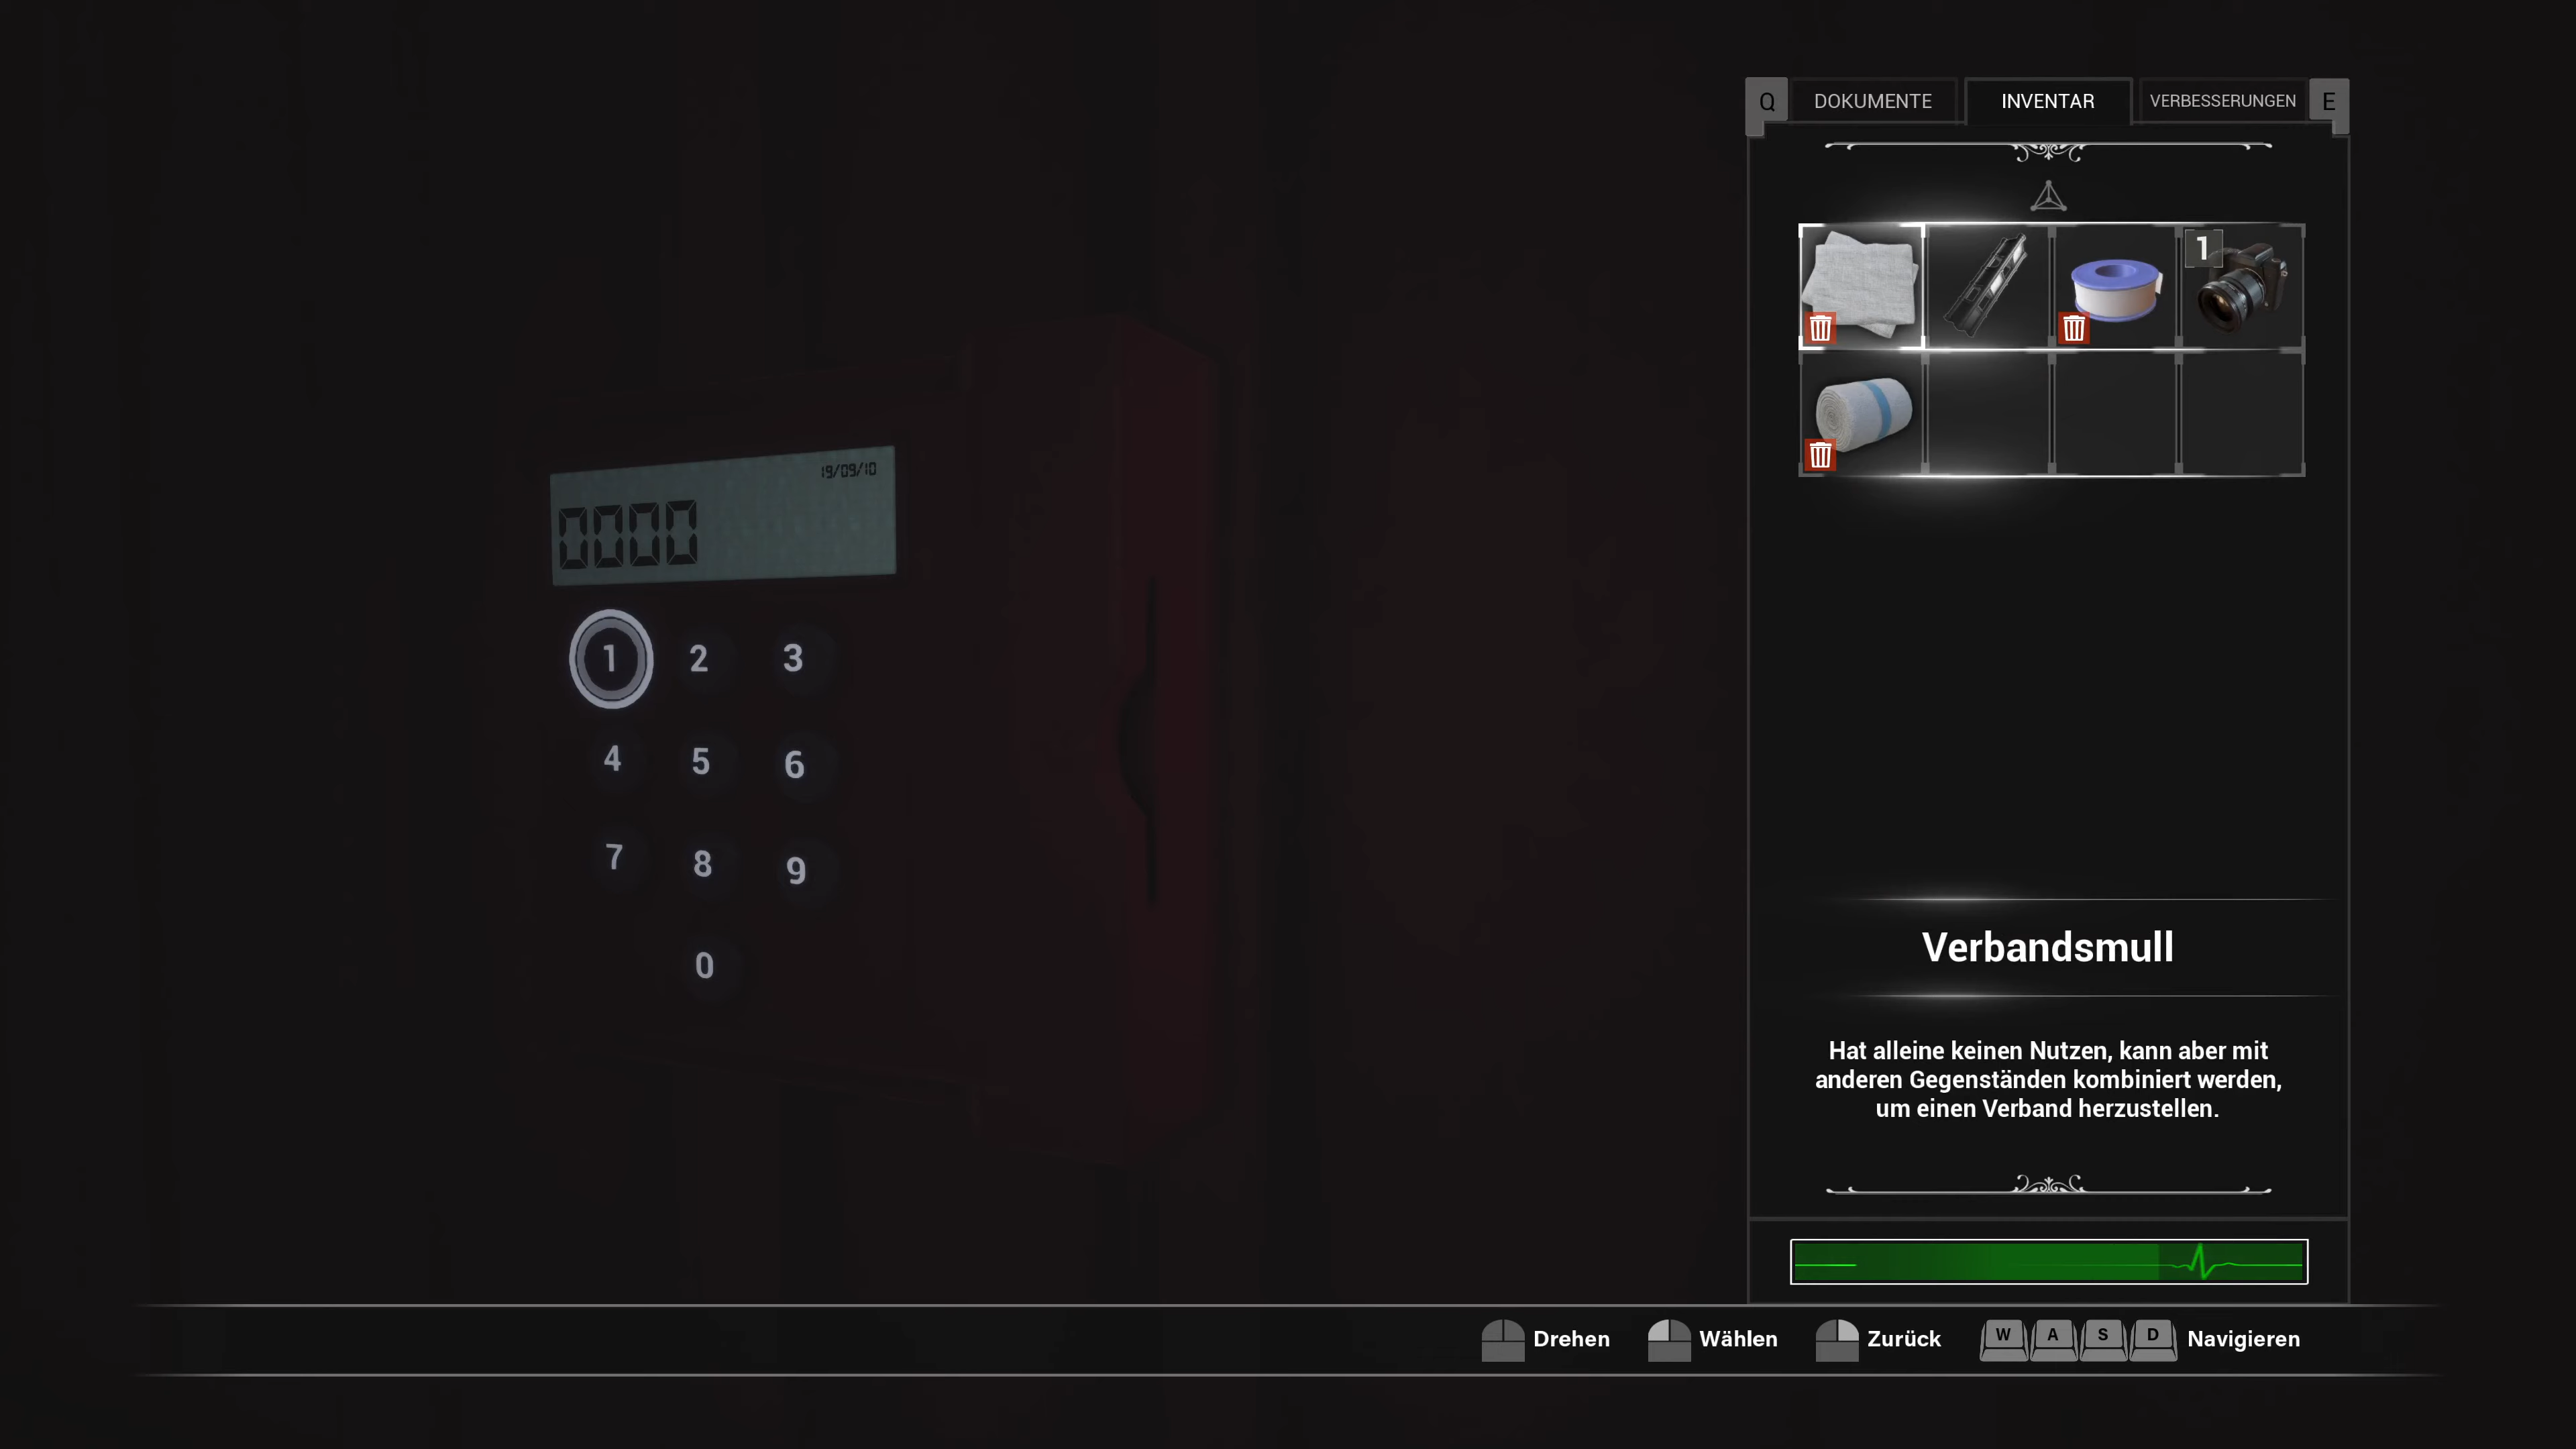 Q DOKUMENTE INVENTAR VERBESSERUNGEN E
1
19/09/10
0000
1 2 3
4 5 6
7 8 9
0
Verbandsmull
Hat alleine keinen Nutzen, kann aber mit
anderen Gegenständen kombiniert werden,
um einen Verband herzustellen.
Drehen Wählen Zurück W A S D Navigieren